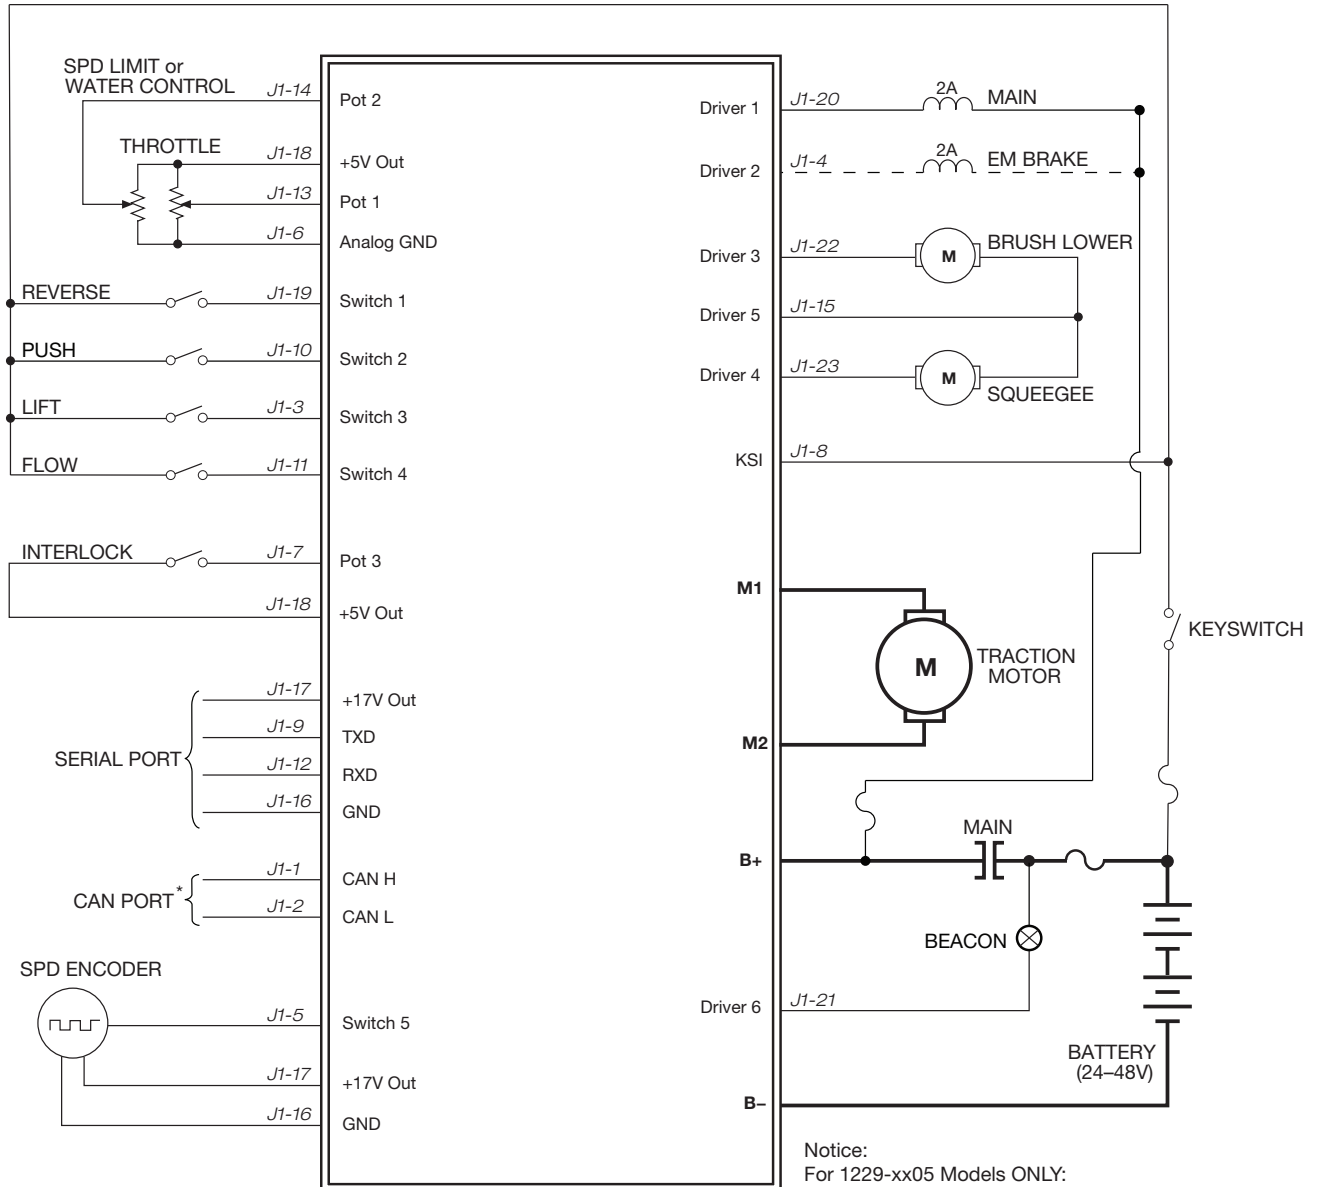 SPD LIMIT or
WATER CONTROL
J1-14
Pot 2
THROTTLE
J1-18
+5V Out
J1-13
Pot 1
J1-6
Analog GND
REVERSE
J1-19
Switch 1
PUSH
J1-10
Switch 2
LIFT
J1-3
Switch 3
FLOW
J1-11
Switch 4
INTERLOCK
J1-7
Pot 3
J1-18
+5V Out
SERIAL PORT
J1-17
+17V Out
J1-9
TXD
J1-12
RXD
J1-16
GND
CAN PORT*
J1-1
CAN H
J1-2
CAN L
SPD ENCODER
J1-5
Switch 5
J1-17
+17V Out
J1-16
GND
Driver 1
J1-20
2A
MAIN
Driver 2
J1-4
2A
EM BRAKE
Driver 3
J1-22
M
BRUSH LOWER
Driver 5
J1-15
Driver 4
J1-23
M
SQUEEGEE
KSI
J1-8
M1
M
TRACTION
MOTOR
M2
KEYSWITCH
MAIN
B+
BEACON
Driver 6
J1-21
BATTERY
(24–48V)
B–
Notice:
For 1229-xx05 Models ONLY: